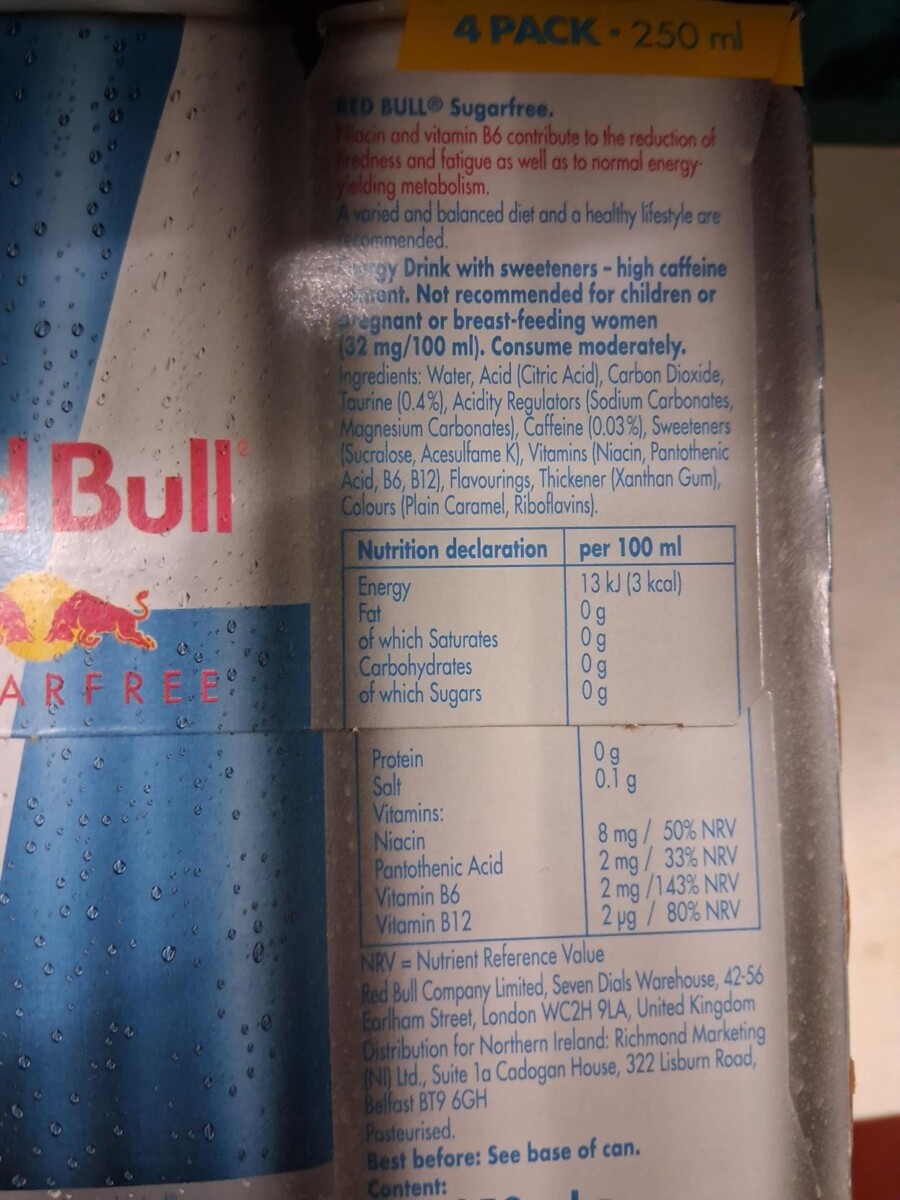 4 PACK • 250 ml
RED BULL® Sugarfree.
Niacin and vitamin B6 contribute to the reduction of
tiredness and fatigue as well as to normal energy-
yielding metabolism.
A varied and balanced diet and a healthy lifestyle are
recommended.
Energy Drink with sweeteners – high caffeine
content. Not recommended for children or
pregnant or breast-feeding women
(32 mg/100 ml). Consume moderately.
Ingredients: Water, Acid (Citric Acid), Carbon Dioxide,
Taurine (0.4%), Acidity Regulators (Sodium Carbonates,
Magnesium Carbonates), Caffeine (0.03%), Sweeteners
(Sucralose, Acesulfame K), Vitamins (Niacin, Pantothenic
Acid, B6, B12), Flavourings, Thickener (Xanthan Gum),
Colours (Plain Caramel, Riboflavins).
d Bull®
ARFREE
Nutrition declaration per 100 ml
Energy 13 kJ (3 kcal)
Fat 0 g
of which Saturates 0 g
Carbohydrates 0 g
of which Sugars 0 g
Protein 0 g
Salt 0.1 g
Vitamins:
Niacin 8 mg / 50% NRV
Pantothenic Acid 2 mg / 33% NRV
Vitamin B6 2 mg /143% NRV
Vitamin B12 2 µg / 80% NRV
NRV = Nutrient Reference Value
Red Bull Company Limited, Seven Dials Warehouse, 42-56
Earlham Street, London WC2H 9LA, United Kingdom
Distribution for Northern Ireland: Richmond Marketing
(NI) Ltd., Suite 1a Cadogan House, 322 Lisburn Road,
Belfast BT9 6GH
Pasteurised.
Best before: See base of can.
Content: